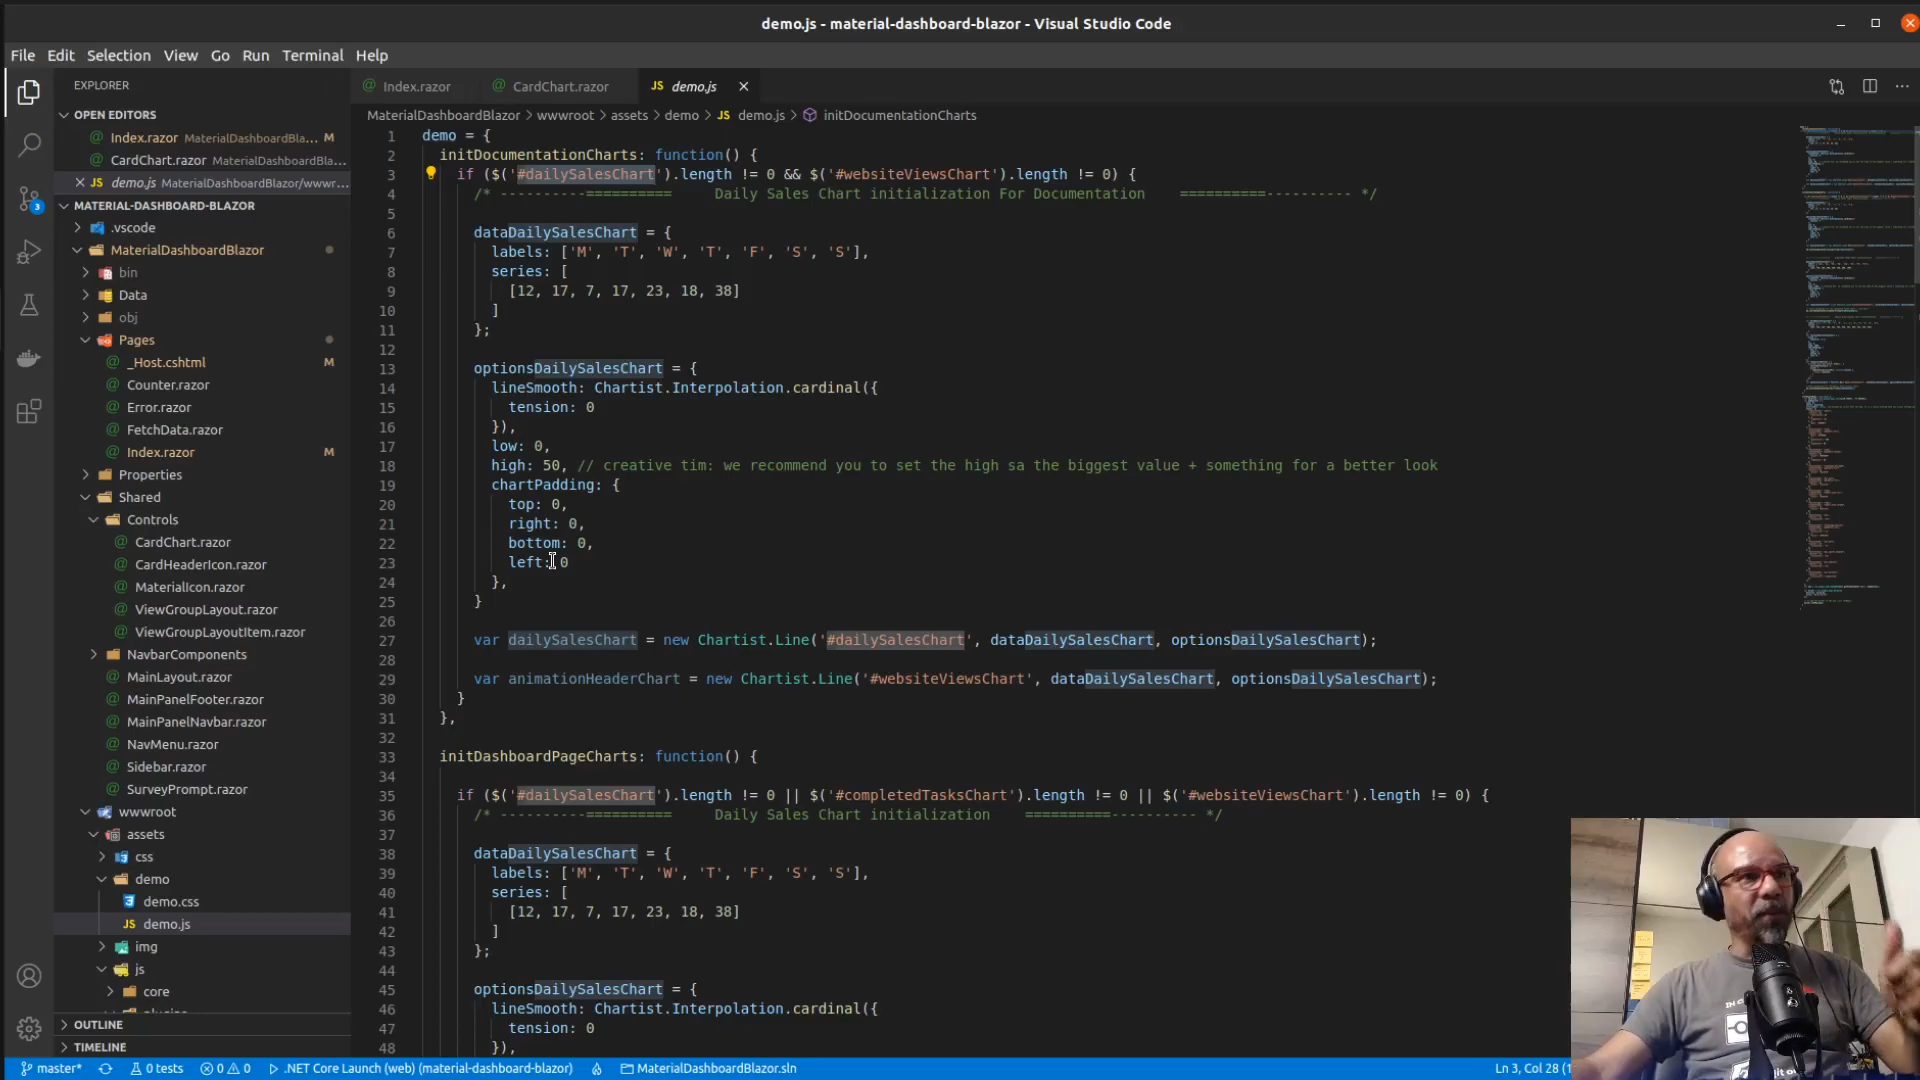 demo.js - material-dashboard-blazor - Visual Studio Code
File Edit Selection View Go Run Terminal Help
EXPLORER
OPEN EDITORS
Index.razor MaterialDashboardBla... M
CardChart.razor MaterialDashboardBla...
JS demo.js MaterialDashboardBlazor/wwwr...
MATERIAL-DASHBOARD-BLAZOR
.vscode
MaterialDashboardBlazor
bin
Data
obj
Pages
_Host.cshtml M
Counter.razor
Error.razor
FetchData.razor
Index.razor M
Properties
Shared
Controls
CardChart.razor
CardHeaderIcon.razor
MaterialIcon.razor
ViewGroupLayout.razor
ViewGroupLayoutItem.razor
NavbarComponents
MainLayout.razor
MainPanelFooter.razor
MainPanelNavbar.razor
NavMenu.razor
Sidebar.razor
SurveyPrompt.razor
wwwroot
assets
css
demo
demo.css
JS demo.js
img
js
core
OUTLINE
TIMELINE
3
Index.razor CardChart.razor JS demo.js
MaterialDashboardBlazor > wwwroot > assets > demo > JS demo.js > initDocumentationCharts
1 demo = {
2 initDocumentationCharts: function() {
3 if ($('#dailySalesChart').length != 0 && $('#websiteViewsChart').length != 0) {
4 /* ----------========== Daily Sales Chart initialization For Documentation ==========---------- */
5
6 dataDailySalesChart = {
7 labels: ['M', 'T', 'W', 'T', 'F', 'S', 'S'],
8 series: [
9 [12, 17, 7, 17, 23, 18, 38]
10 ]
11 };
12
13 optionsDailySalesChart = {
14 lineSmooth: Chartist.Interpolation.cardinal({
15 tension: 0
16 }),
17 low: 0,
18 high: 50, // creative tim: we recommend you to set the high sa the biggest value + something for a better look
19 chartPadding: {
20 top: 0,
21 right: 0,
22 bottom: 0,
23 left: 0
24 },
25 }
26
27 var dailySalesChart = new Chartist.Line('#dailySalesChart', dataDailySalesChart, optionsDailySalesChart);
28
29 var animationHeaderChart = new Chartist.Line('#websiteViewsChart', dataDailySalesChart, optionsDailySalesChart);
30 }
31 },
32
33 initDashboardPageCharts: function() {
34
35 if ($('#dailySalesChart').length != 0 || $('#completedTasksChart').length != 0 || $('#websiteViewsChart').length != 0) {
36 /* ----------========== Daily Sales Chart initialization ==========---------- */
37
38 dataDailySalesChart = {
39 labels: ['M', 'T', 'W', 'T', 'F', 'S', 'S'],
40 series: [
41 [12, 17, 7, 17, 23, 18, 38]
42 ]
43 };
44
45 optionsDailySalesChart = {
46 lineSmooth: Chartist.Interpolation.cardinal({
47 tension: 0
48 }),
master* 0 tests 0 0 .NET Core Launch (web) (material-dashboard-blazor) MaterialDashboardBlazor.sln Ln 3, Col 28